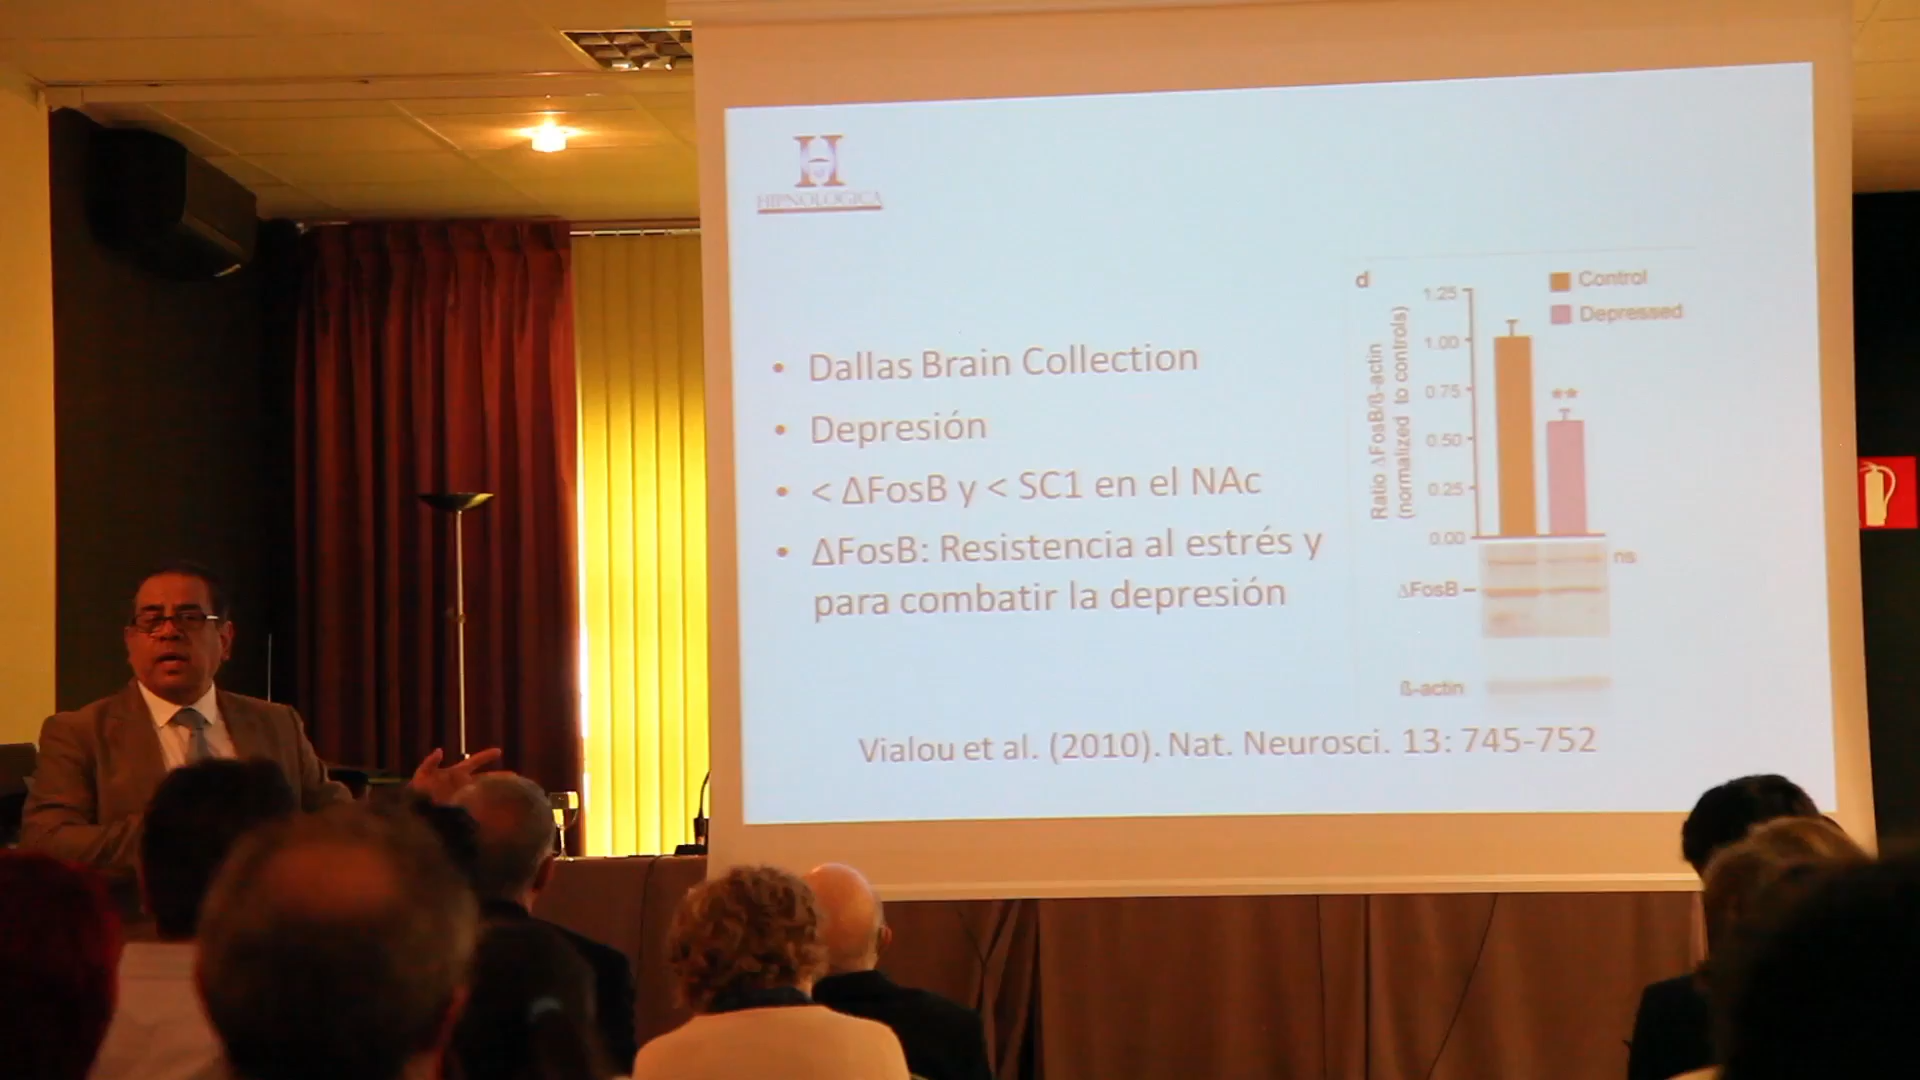 H
HIPNOLOGICA
• Dallas Brain Collection
• Depresión
• < ΔFosB y < SC1 en el NAc
• ΔFosB: Resistencia al estrés y
para combatir la depresión
d
Control
Depressed
Ratio ΔFosB/ß-actin
(normalized to controls)
1.25
1.00
0.75
0.50
0.25
0.00
**
ns
ΔFosB
ß-actin
Vialou et al. (2010). Nat. Neurosci. 13: 745-752